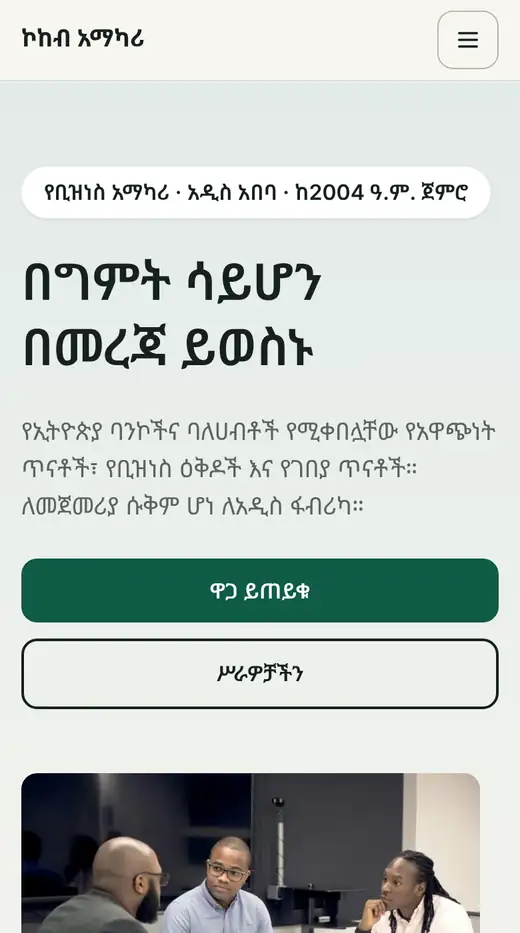 ኮከብ አማካሪ
የቢዝነስ አማካሪ · አዲስ አበባ · ከ2004 ዓ.ም. ጀምሮ
በግምት ሳይሆን
በመረጃ ይወስኑ
የኢትዮጵያ ባንኮችና ባለሀብቶች የሚቀበሏቸው የአዋጭነት
ጥናቶች፣ የቢዝነስ ዕቅዶች እና የገበያ ጥናቶች።
ለመጀመሪያ ሱቅም ሆነ ለአዲስ ፋብሪካ።
ዋጋ ይጠይቁ
ሥራዎቻችን